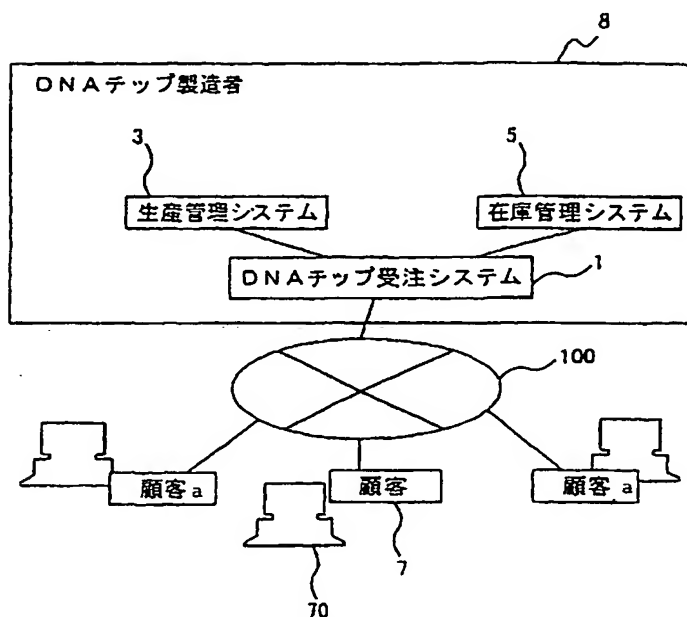 8
DNAチップ製造者
3
5
生産管理システム
在庫管理システム
DNAチップ受注システム
1
100
顧客a
顧客
顧客a
7
70